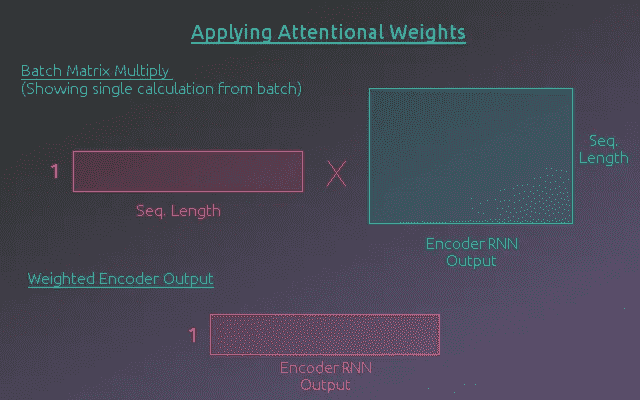 Applying Attentional Weights
Batch Matrix Multiply
(Showing single calculation from batch)
1
Seq. Length
X
Seq.
Length
Encoder RNN
Output
Weighted Encoder Output
1
Encoder RNN
Output